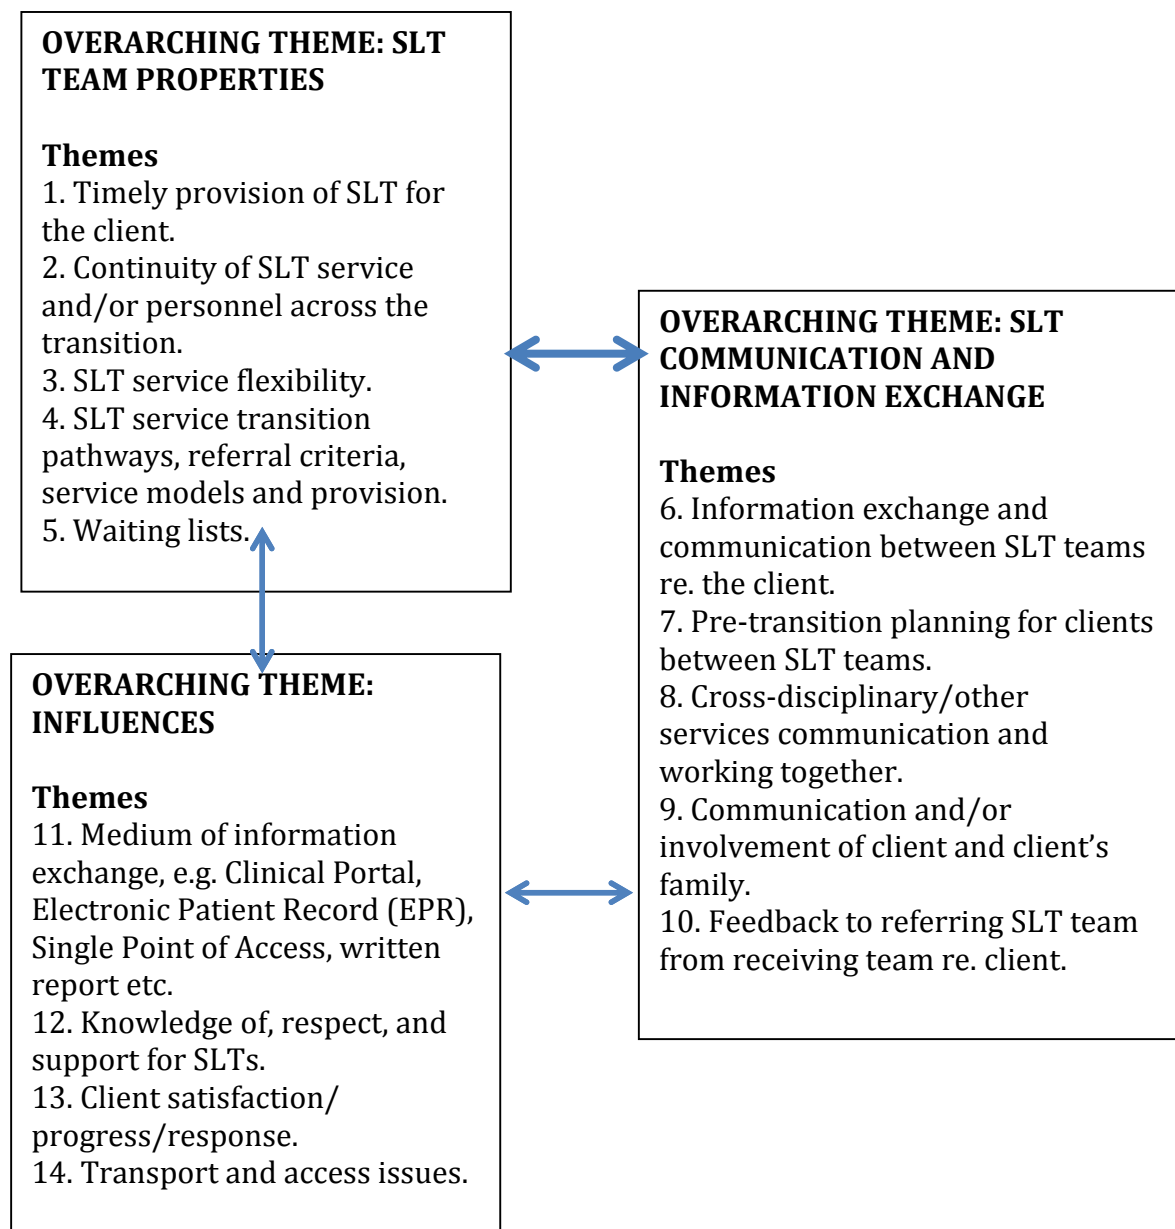 OVERARCHING THEME: SLT
TEAM PROPERTIES
Themes
1. Timely provision of SLT for
the client.
2. Continuity of SLT service
and/or personnel across the
transition.
3. SLT service flexibility.
4. SLT service transition
pathways, referral criteria,
service models and provision.
5. Waiting lists.
OVERARCHING THEME: SLT
COMMUNICATION AND
INFORMATION EXCHANGE
Themes
6. Information exchange and
communication between SLT teams
re. the client.
7. Pre-transition planning for clients
between SLT teams.
8. Cross-disciplinary/other
services communication and
working together.
9. Communication and/or
involvement of client and client’s
family.
10. Feedback to referring SLT team
from receiving team re. client.
OVERARCHING THEME:
INFLUENCES
Themes
11. Medium of information
exchange, e.g. Clinical Portal,
Electronic Patient Record (EPR),
Single Point of Access, written
report etc.
12. Knowledge of, respect, and
support for SLTs.
13. Client satisfaction/
progress/response.
14. Transport and access issues.